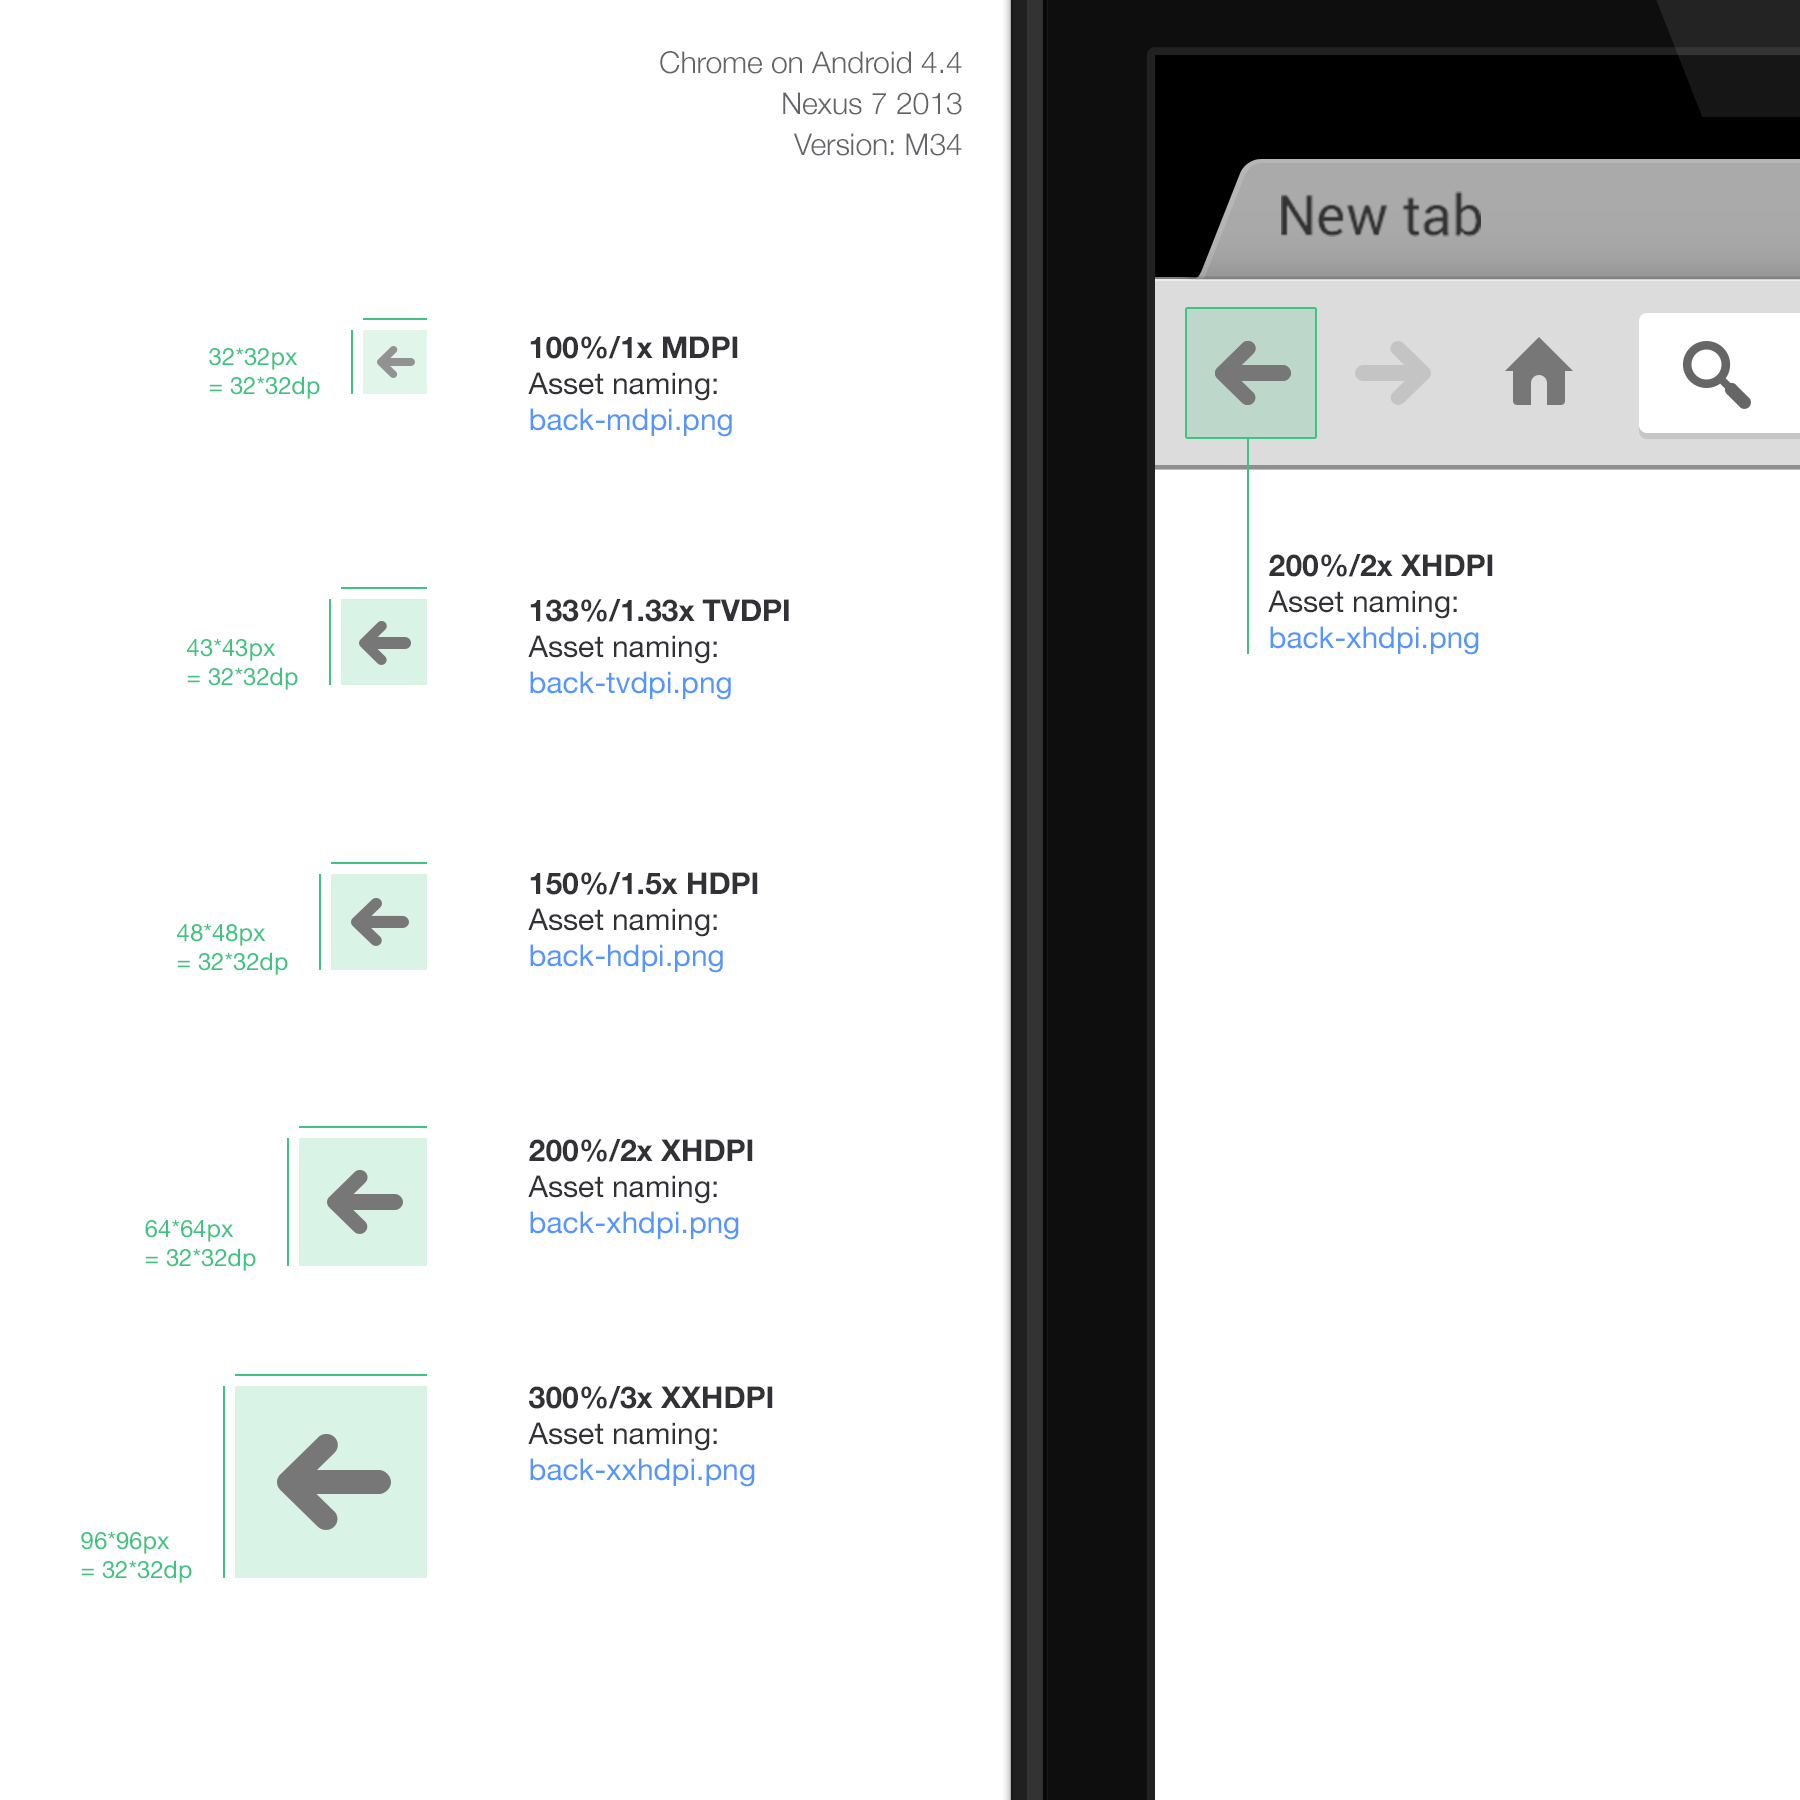 Chrome on Android 4.4
Nexus 7 2013
Version: M34
32*32px
= 32*32dp
100%/1x MDPI
Asset naming:
back-mdpi.png
43*43px
= 32*32dp
133%/1.33x TVDPI
Asset naming:
back-tvdpi.png
48*48px
= 32*32dp
150%/1.5x HDPI
Asset naming:
back-hdpi.png
64*64px
= 32*32dp
200%/2x XHDPI
Asset naming:
back-xhdpi.png
96*96px
= 32*32dp
300%/3x XXHDPI
Asset naming:
back-xxhdpi.png
New tab
200%/2x XHDPI
Asset naming:
back-xhdpi.png